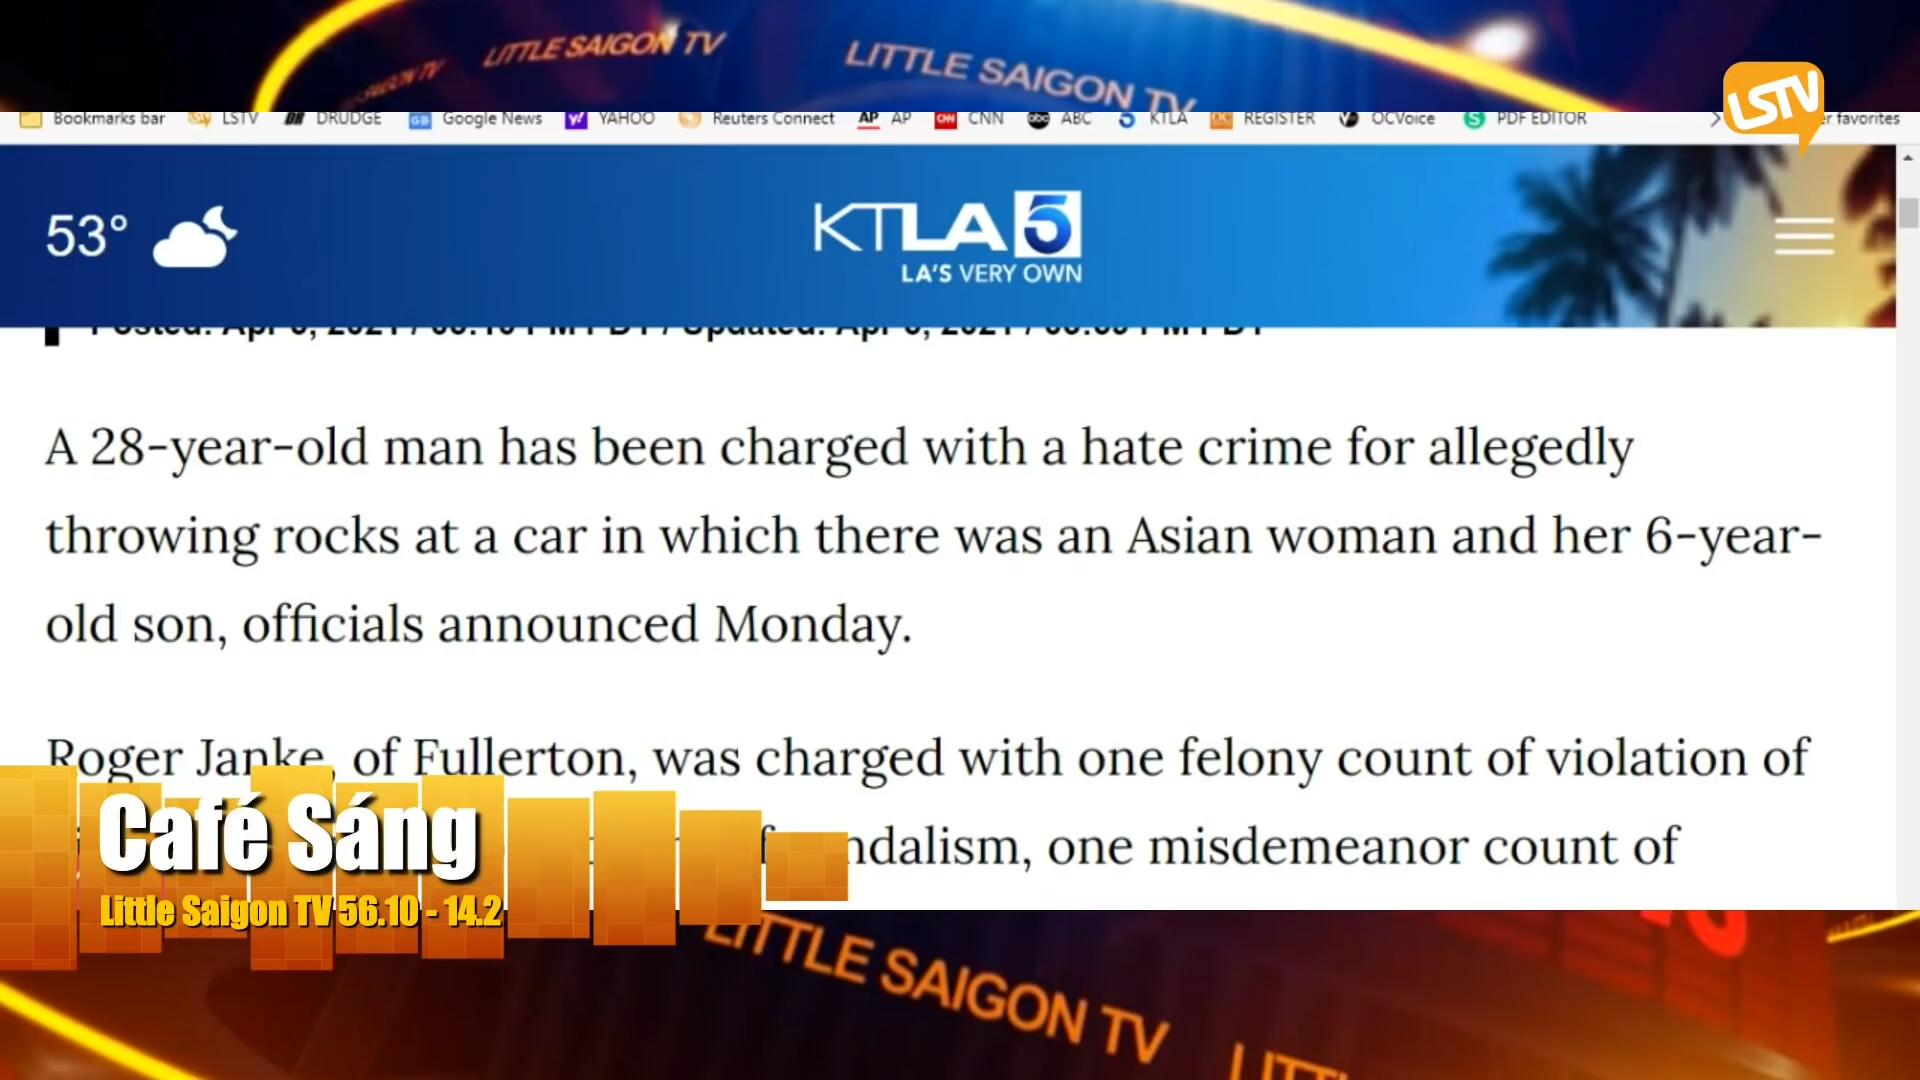 LITTLE SAIGON TV
LITTLE SAIGON TV
LSTV
Bookmarks bar LSTV DRUDGE Google News YAHOO Reuters Connect AP AP CNN ABC KTLA REGISTER OCVoice PDF EDITOR favorites
53°
KTLA 5
LA'S VERY OWN
A 28-year-old man has been charged with a hate crime for allegedly
throwing rocks at a car in which there was an Asian woman and her 6-year-
old son, officials announced Monday.
Roger Janke, of Fullerton, was charged with one felony count of violation of
one misdemeanor count of
Café Sáng
Little Saigon TV 56.10 - 14.2
LITTLE SAIGON TV